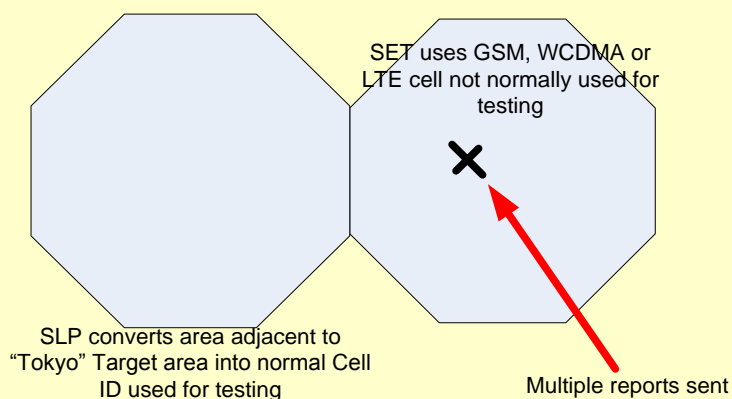 SET uses GSM, WCDMA or
LTE cell not normally used for
testing
SLP converts area adjacent to
“Tokyo” Target area into normal Cell
ID used for testing
Multiple reports sent